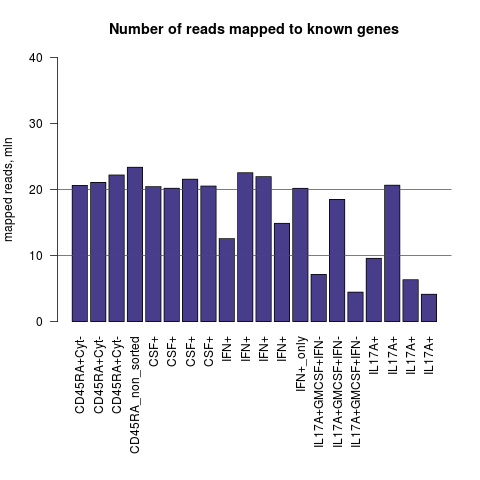 Number of reads mapped to known genes
mapped reads, mln
40
30
20
10
0
CD45RA+Cyt-
CD45RA+Cyt-
CD45RA+Cyt-
CD45RA_non_sorted
CSF+
CSF+
CSF+
CSF+
IFN+
IFN+
IFN+
IFN+
IFN+_only
IL17A+GMCSF+IFN-
IL17A+GMCSF+IFN-
IL17A+GMCSF+IFN-
IL17A+
IL17A+
IL17A+
IL17A+